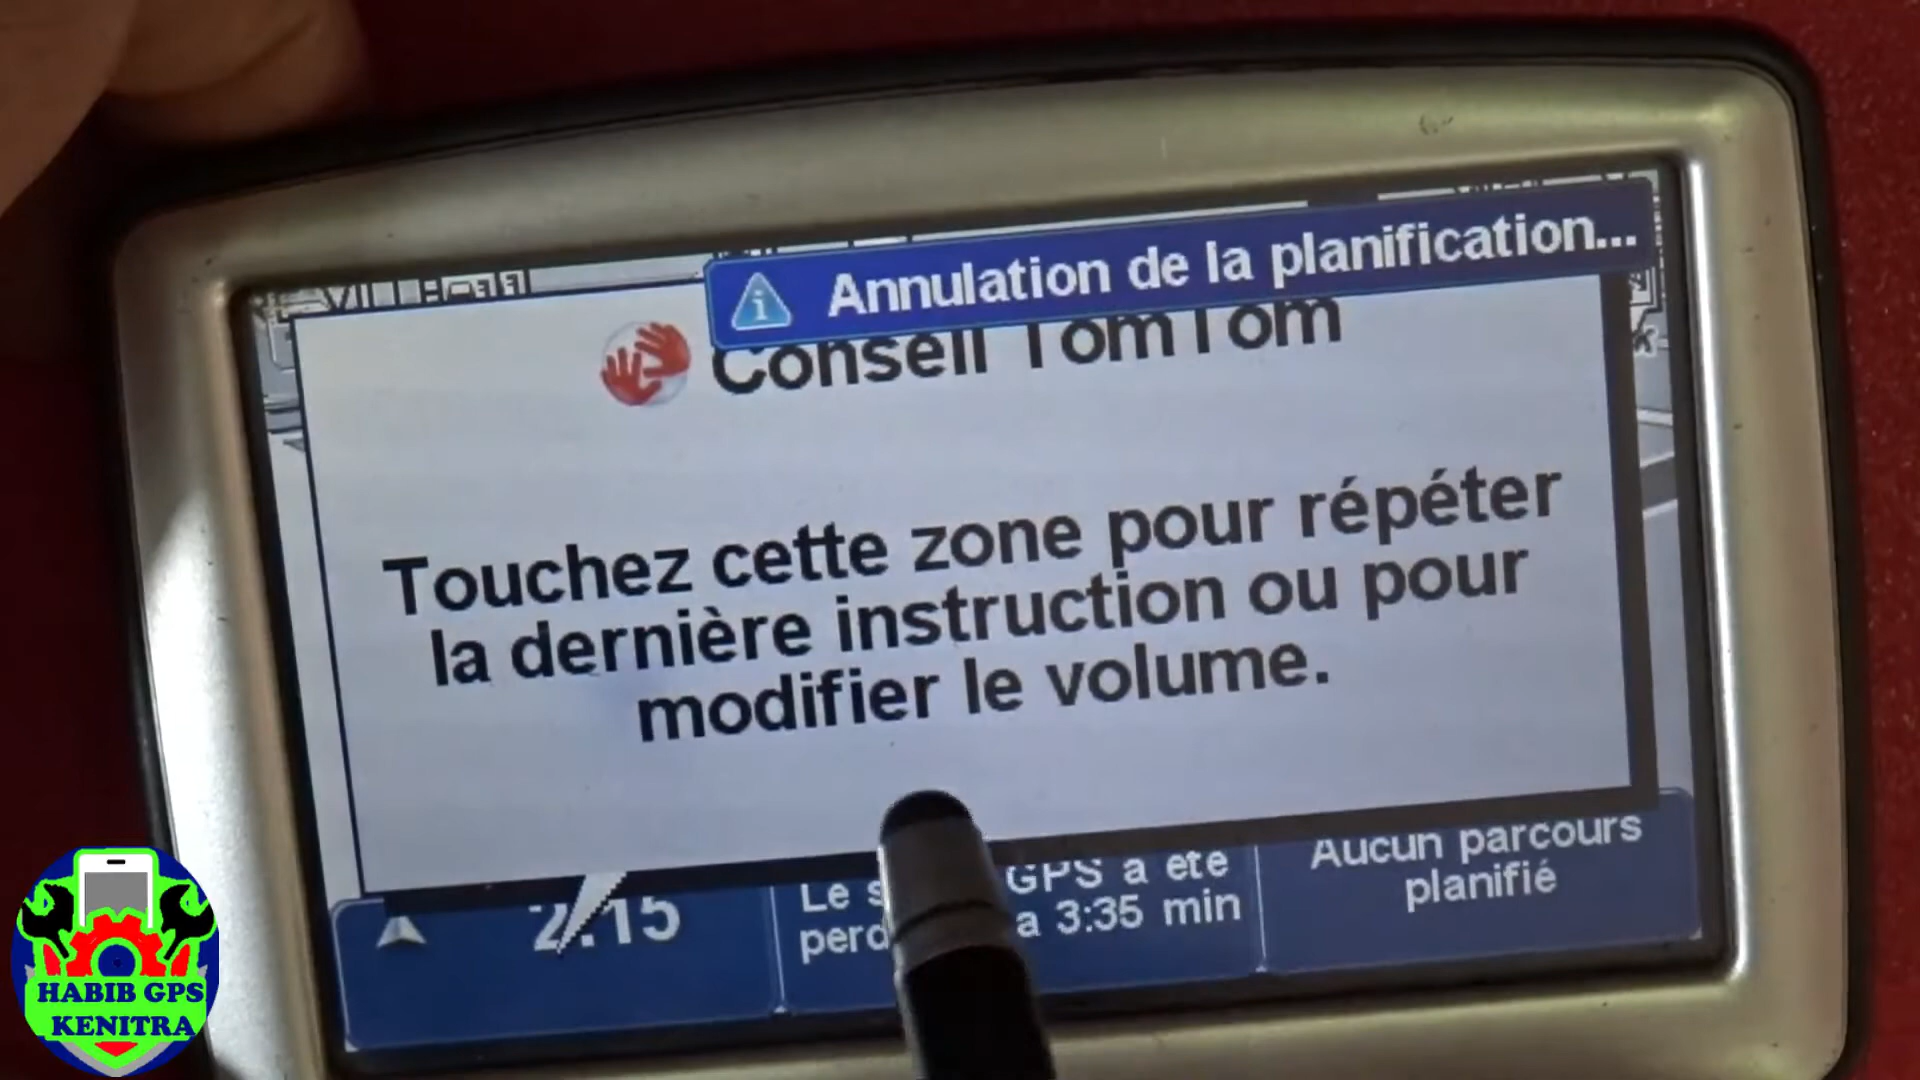 Annulation de la planification...
Conseil TomTom
Touchez cette zone pour répéter
la dernière instruction ou pour
modifier le volume.
2:15
Le GPS a été
a 3:35 min
Aucun parcours
planifié
HABIB GPS
KENITRA